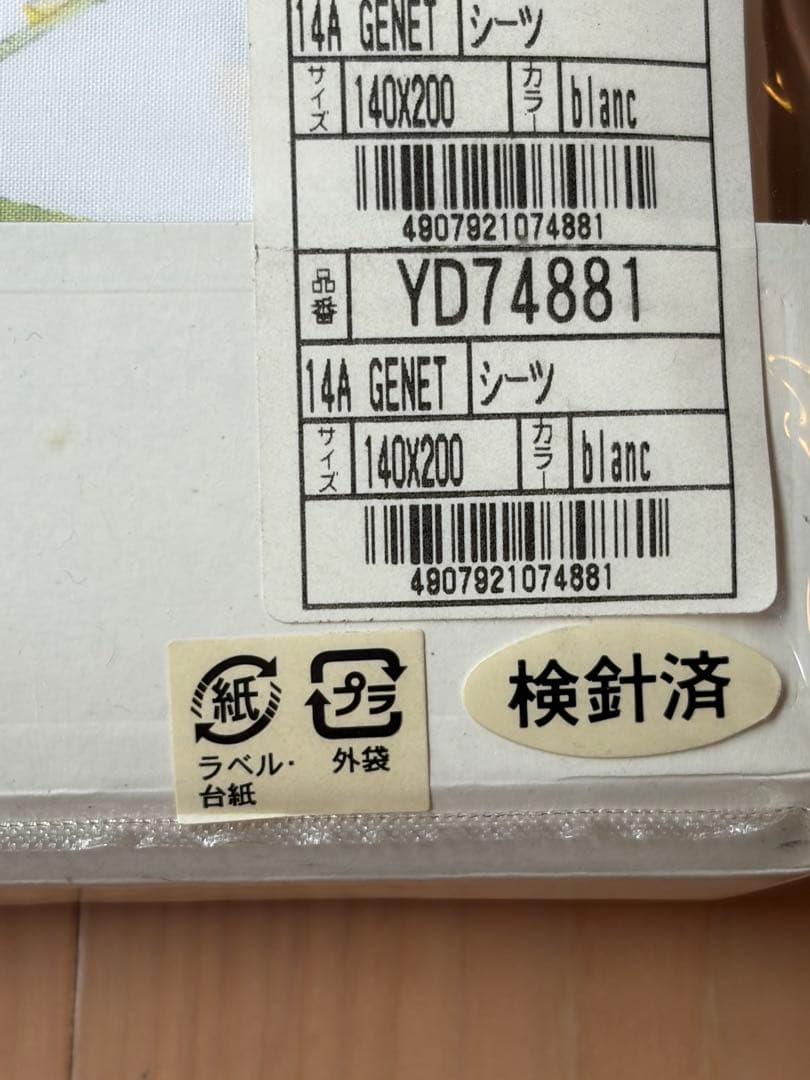 14A GENET シーツ
サイズ 140X200 カラー blanc
4907921074881
品番 YD74881
14A GENET シーツ
サイズ 140X200 カラー blanc
4907921074881
紙 プラ
ラベル・台紙 外袋
検針済